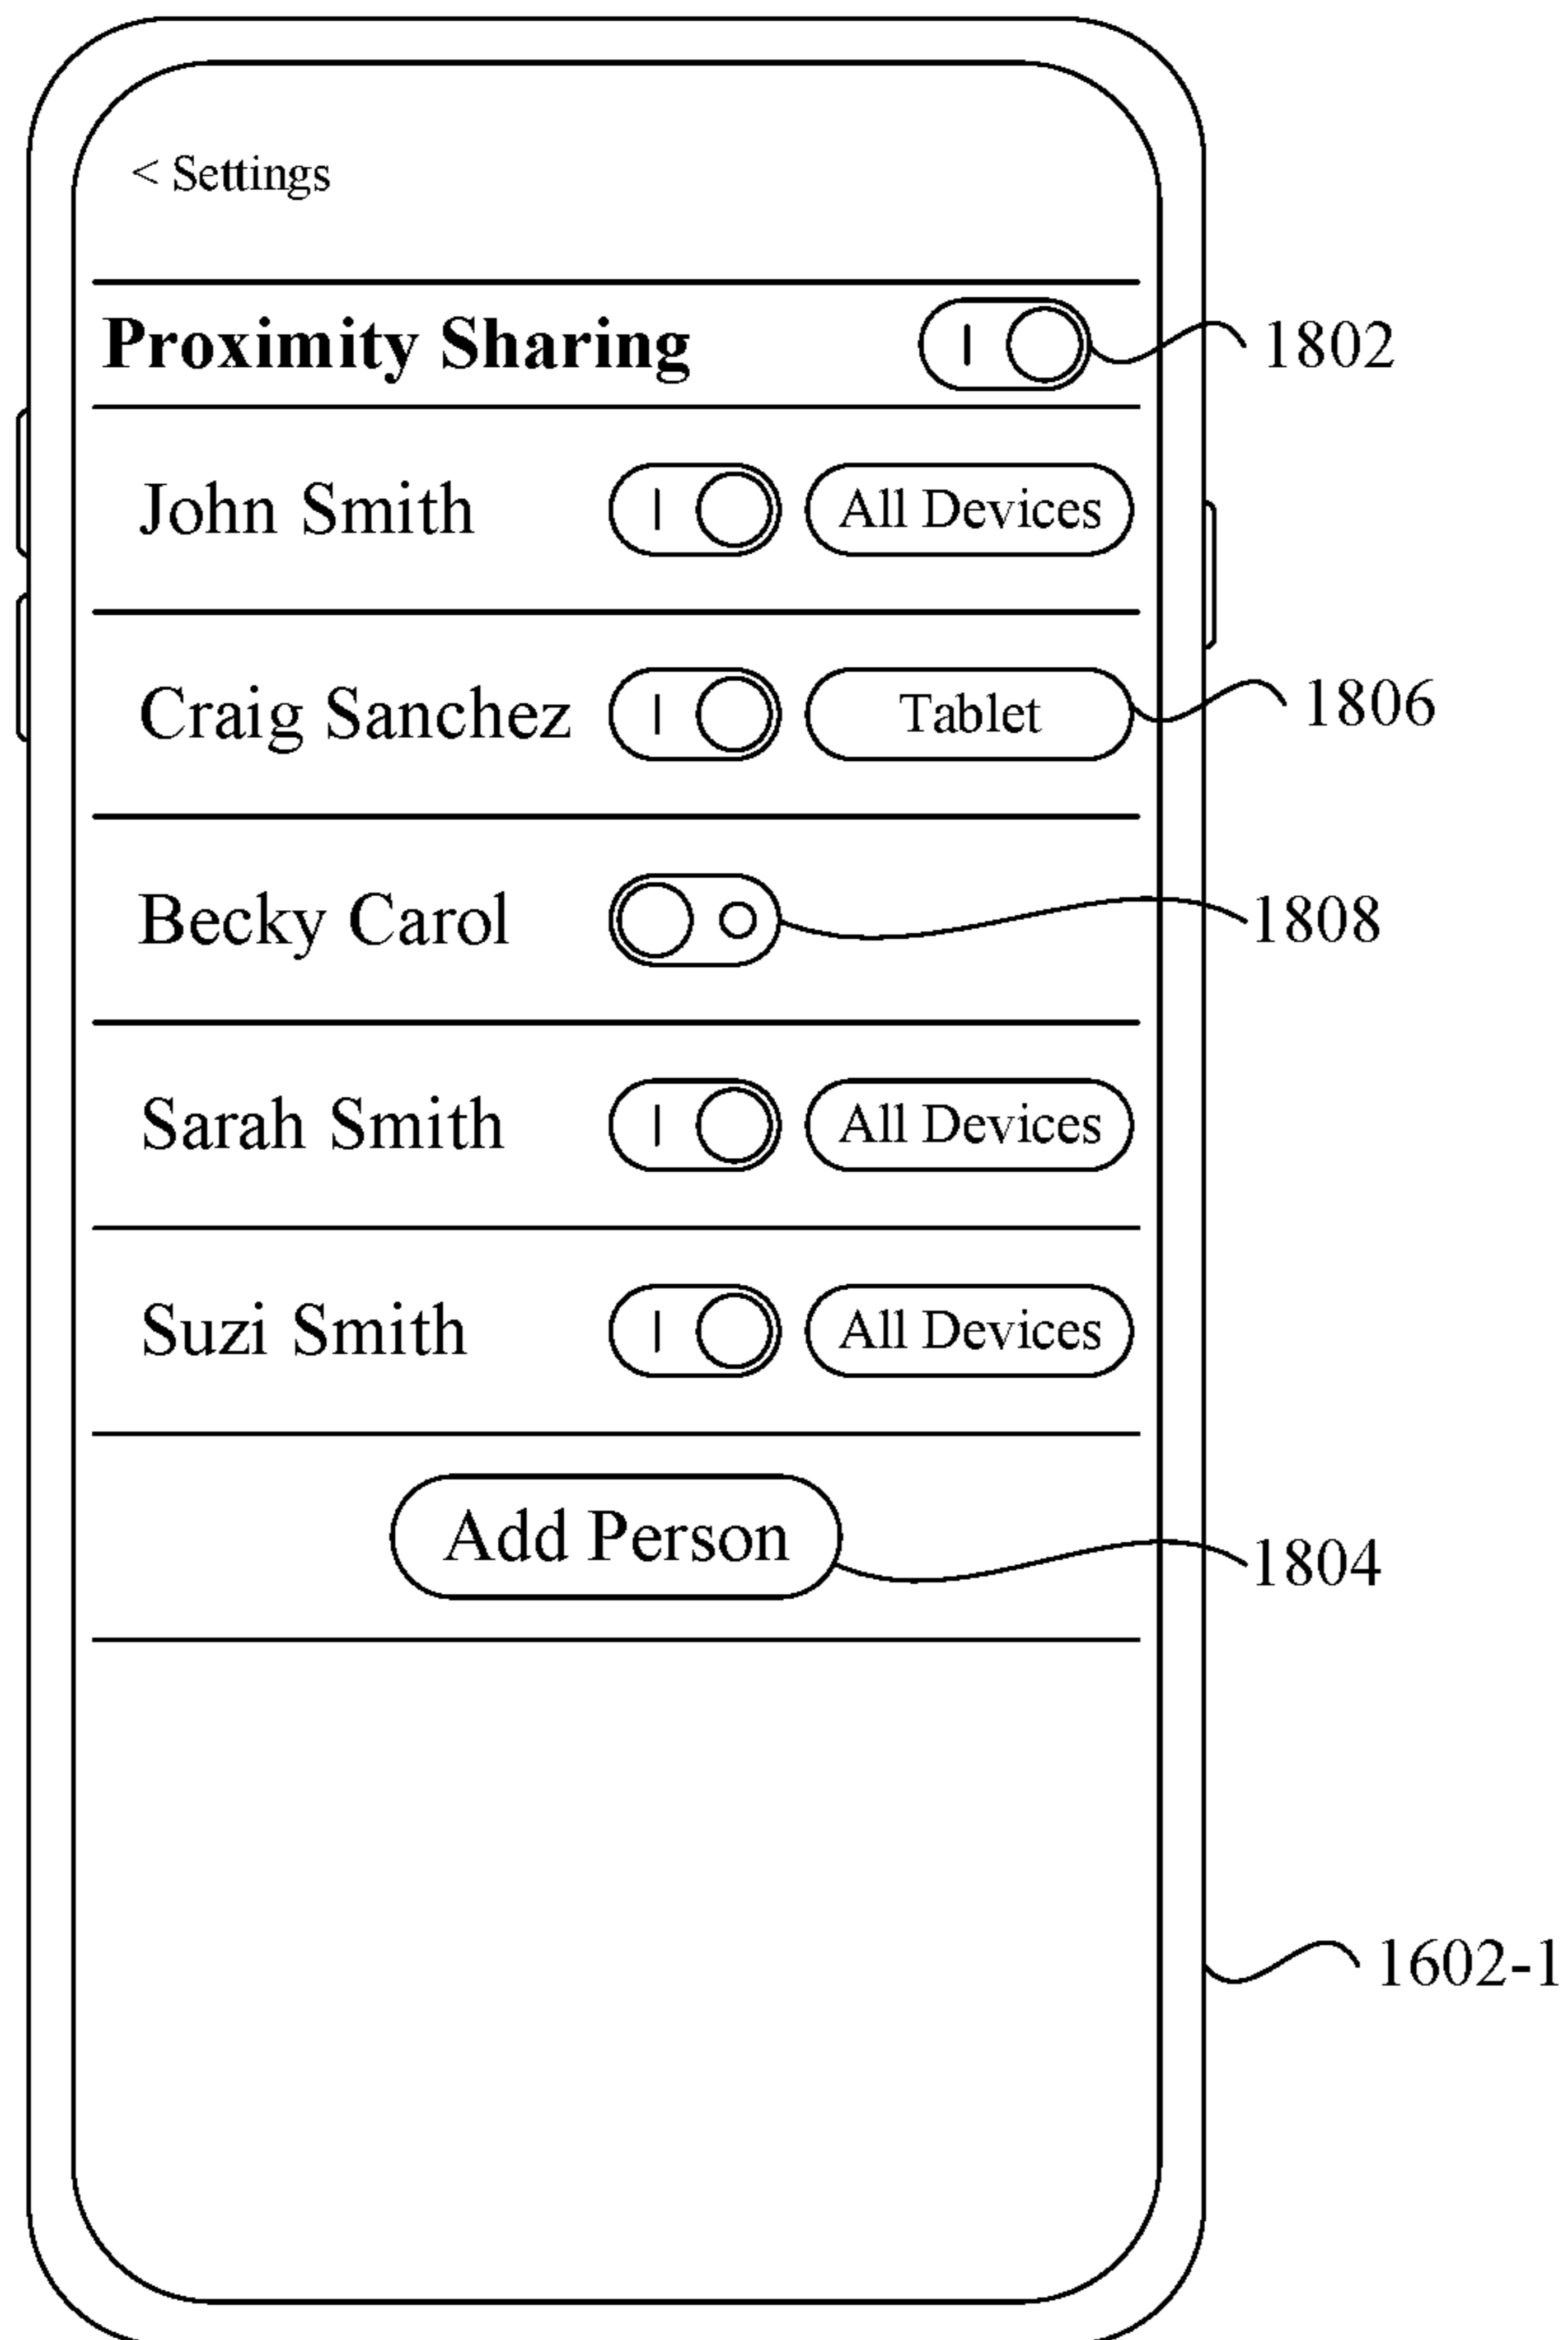 < Settings
Proximity Sharing 1802
John Smith All Devices
Craig Sanchez Tablet 1806
Becky Carol 1808
Sarah Smith All Devices
Suzi Smith All Devices
Add Person 1804
1602-1